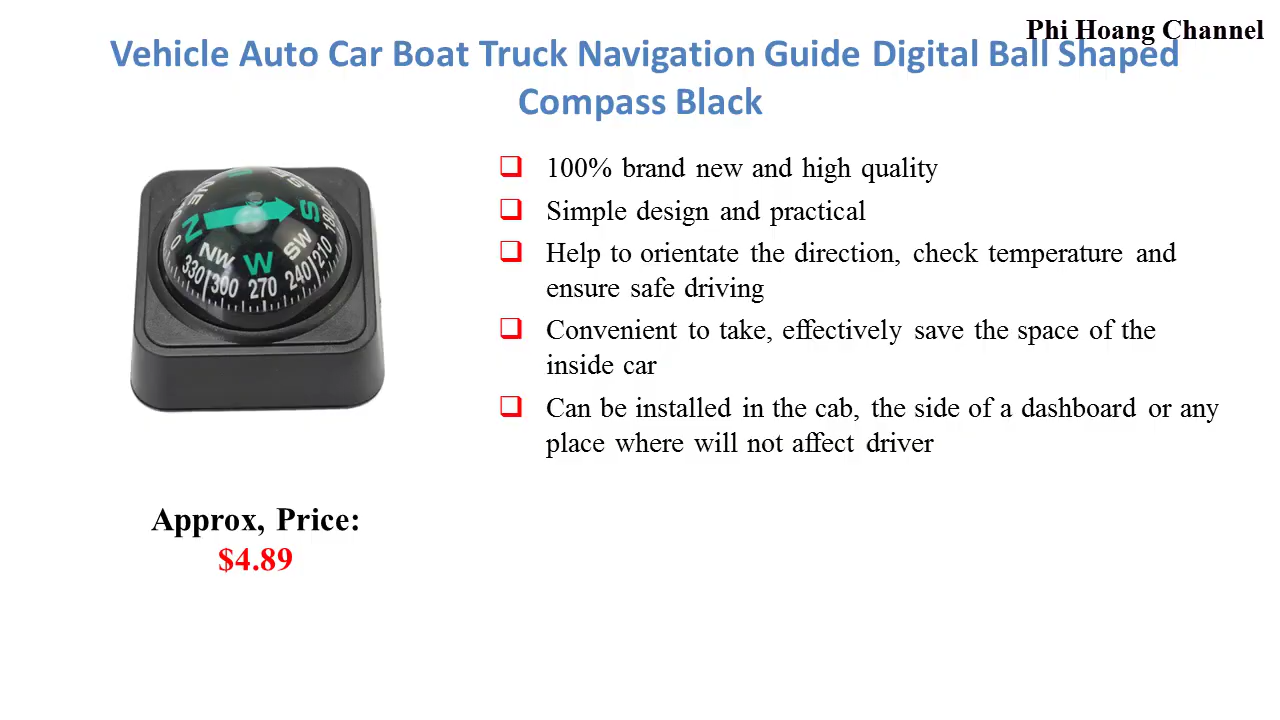 Phi Hoang Channel
Vehicle Auto Car Boat Truck Navigation Guide Digital Ball Shaped
Compass Black
100% brand new and high quality
Simple design and practical
Help to orientate the direction, check temperature and
ensure safe driving
Convenient to take, effectively save the space of the
inside car
Can be installed in the cab, the side of a dashboard or any
place where will not affect driver
NE
N
S
NW
W
SW
0
330
300
270
240
210
180
Approx, Price:
$4.89